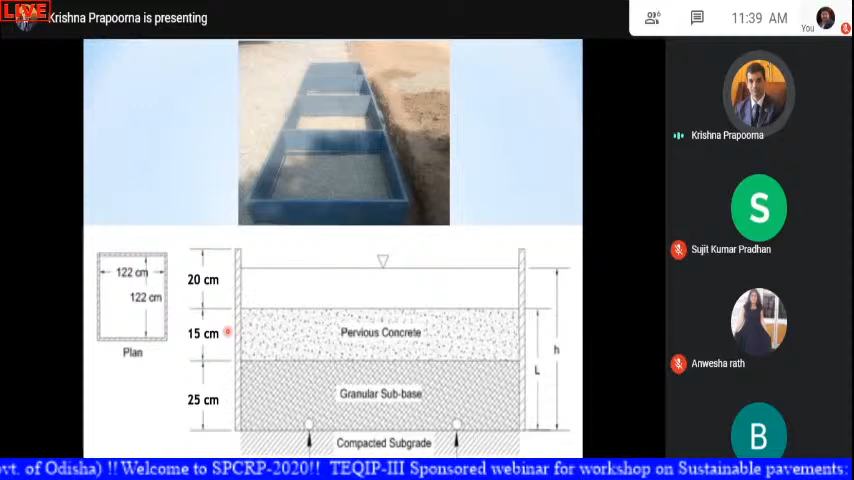 LIVE
Krishna Prapoorna is presenting
6
11:39 AM
You
Krishna Prapoorna
S
Sujit Kumar Pradhan
Anwesha rath
B
122 cm
122 cm
Plan
20 cm
15 cm
25 cm
Pervious Concrete
Granular Sub-base
Compacted Subgrade
L
h
ovt. of Odisha) !! Welcome to SPCRP-2020!! TEQIP-III Sponsored webinar for workshop on Sustainable pavements: